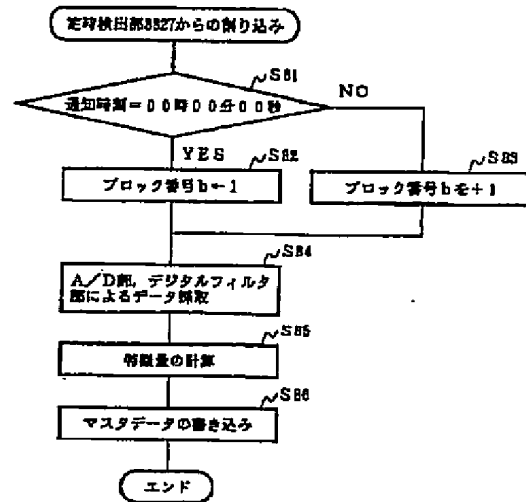 定時検出部3327からの割り込み
S81
通知時刻=00時00分00秒
NO
YES
S82
S83
ブロック番号b←1
ブロック番号bを+1
S84
A/D部,デジタルフィルタ
部によるデータ採取
S85
特徴量の計算
S86
マスタデータの書き込み
エンド